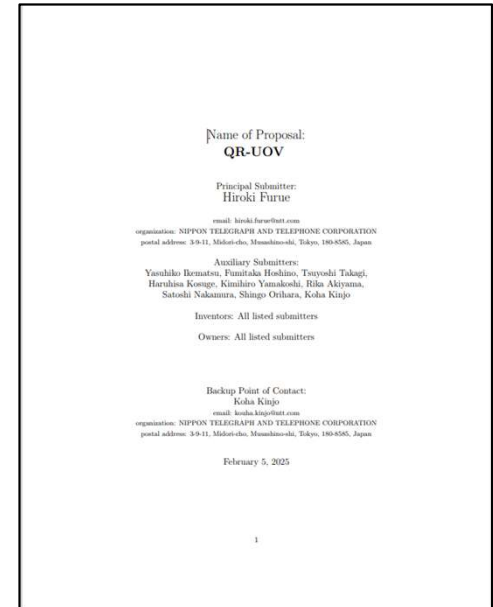 Name of Proposal:
QR-UOV
Principal Submitter:
Hiroki Furue
email: hiroki.furue@ntt.com
organization: NIPPON TELEGRAPH AND TELEPHONE CORPORATION
postal address: 3-9-11, Midori-cho, Musashino-shi, Tokyo, 180-8585, Japan
Auxiliary Submitters:
Yasuhiko Ikematsu, Fumitaka Hoshino, Tsuyoshi Takagi,
Haruhisa Kosuge, Kimihiro Yamakoshi, Rika Akiyama,
Satoshi Nakamura, Shingo Orihara, Koha Kinjo
Inventors: All listed submitters
Owners: All listed submitters
Backup Point of Contact:
Koha Kinjo
email: kouha.kinjo@ntt.com
organization: NIPPON TELEGRAPH AND TELEPHONE CORPORATION
postal address: 3-9-11, Midori-cho, Musashino-shi, Tokyo, 180-8585, Japan
February 5, 2025
1